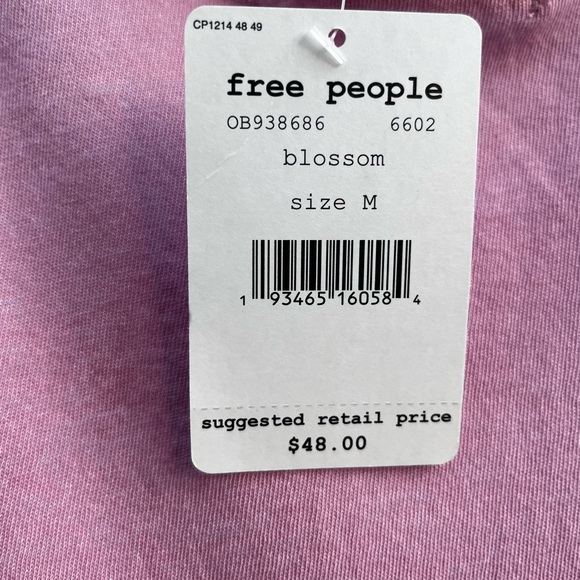 CP1214 48 49
free people
OB938686 6602
blossom
size M
1 93465 16058 4
suggested retail price
$48.00